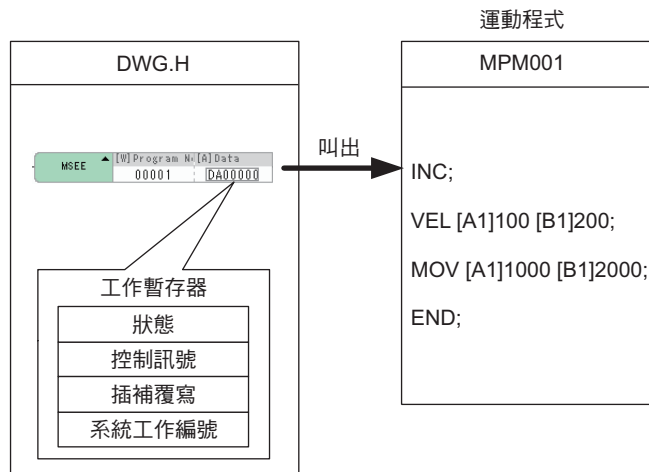 運動程式
DWG.H
MPM001
MSEE
[W]Program No
[A]Data
00001
DA00000
叫出
INC;
VEL [A1]100 [B1]200;
MOV [A1]1000 [B1]2000;
END;
工作暫存器
狀態
控制訊號
插補覆寫
系統工作編號